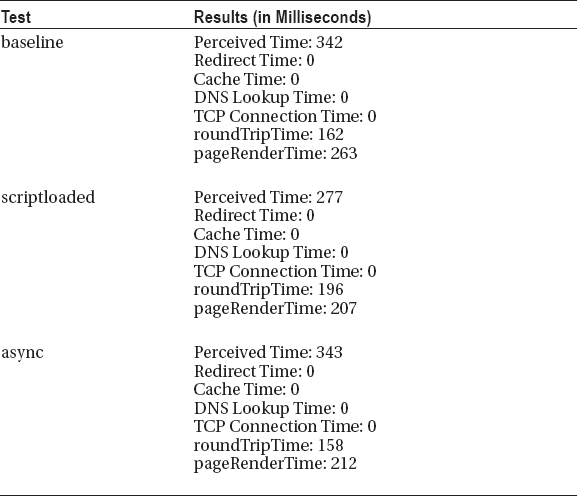 Test Results (in Milliseconds)
baseline Perceived Time: 342
Redirect Time: 0
Cache Time: 0
DNS Lookup Time: 0
TCP Connection Time: 0
roundTripTime: 162
pageRenderTime: 263
scriptloaded Perceived Time: 277
Redirect Time: 0
Cache Time: 0
DNS Lookup Time: 0
TCP Connection Time: 0
roundTripTime: 196
pageRenderTime: 207
async Perceived Time: 343
Redirect Time: 0
Cache Time: 0
DNS Lookup Time: 0
TCP Connection Time: 0
roundTripTime: 158
pageRenderTime: 212